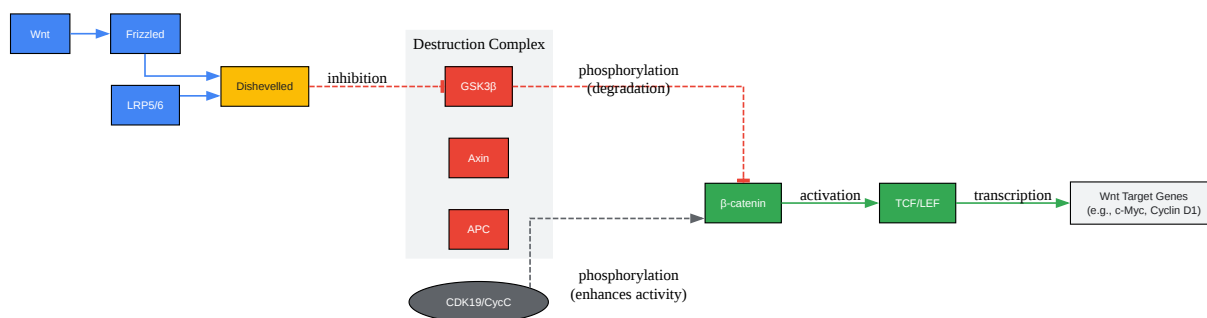 Wnt
Frizzled
LRP5/6
Dishevelled
inhibition
Destruction Complex
GSK3β
Axin
APC
CDK19/CycC
phosphorylation
(degradation)
phosphorylation
(enhances activity)
β-catenin
activation
TCF/LEF
transcription
Wnt Target Genes
(e.g., c-Myc, Cyclin D1)